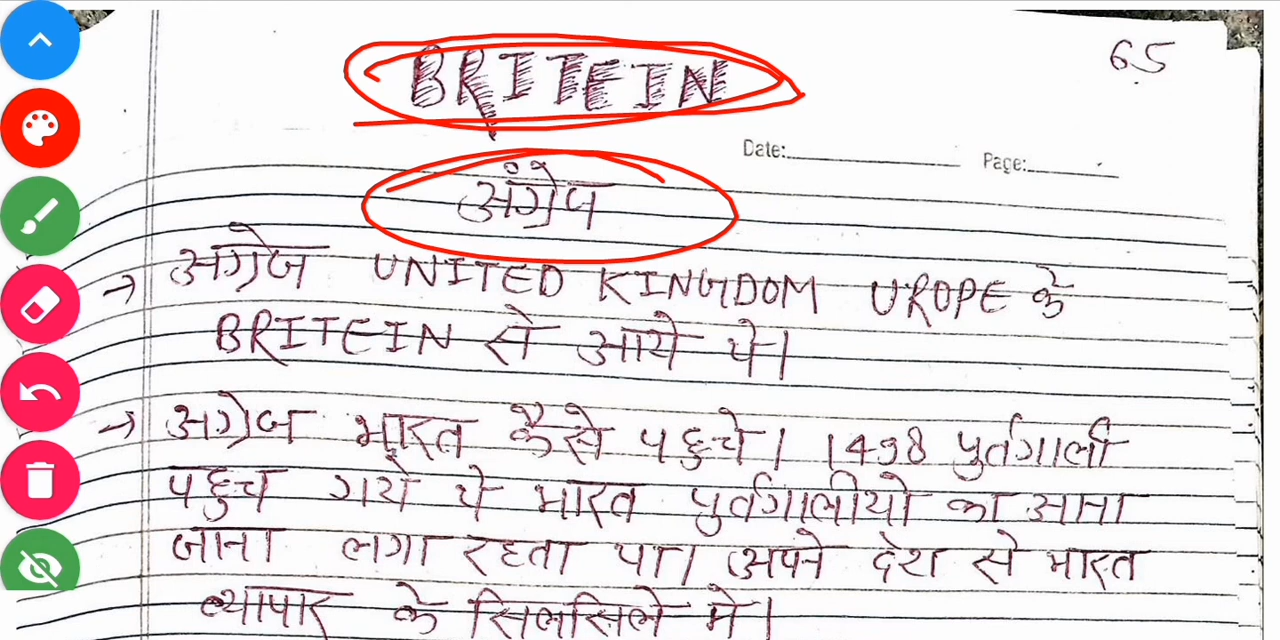 65
BRITEIN
Date:
Page:
अंग्रेज
→ अग्रेज UNITED KINGDOM UROPE के
BRITEIN से आये थे।
→ अग्रेज भारत कैसे पहुचे। 1498 पुर्तगाली
पहुच गये थे भारत पुर्तगालीयो का आना
जाना लगा रहता था। अपने देश से भारत
व्यापार के सिलसिले मे।